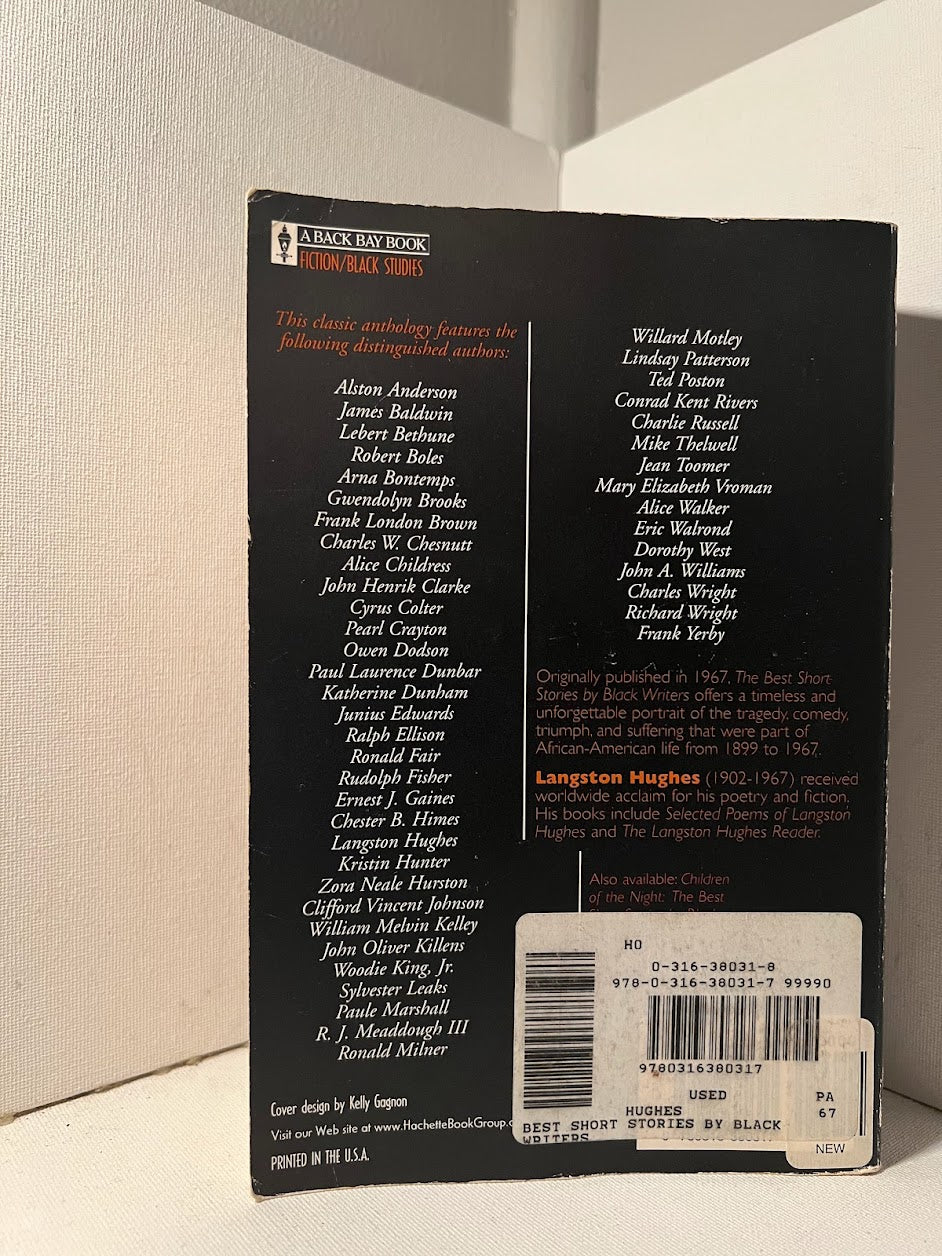 A BACK BAY BOOK
FICTION/BLACK STUDIES
This classic anthology features the
following distinguished authors:
Alston Anderson
James Baldwin
Lebert Bethune
Robert Boles
Arna Bontemps
Gwendolyn Brooks
Frank London Brown
Charles W. Chesnutt
Alice Childress
John Henrik Clarke
Cyrus Colter
Pearl Crayton
Owen Dodson
Paul Laurence Dunbar
Katherine Dunham
Junius Edwards
Ralph Ellison
Ronald Fair
Rudolph Fisher
Ernest J. Gaines
Chester B. Himes
Langston Hughes
Kristin Hunter
Zora Neale Hurston
Clifford Vincent Johnson
William Melvin Kelley
John Oliver Killens
Woodie King, Jr.
Sylvester Leaks
Paule Marshall
R. J. Meaddough III
Ronald Milner
Willard Motley
Lindsay Patterson
Ted Poston
Conrad Kent Rivers
Charlie Russell
Mike Thelwell
Jean Toomer
Mary Elizabeth Vroman
Alice Walker
Eric Walrond
Dorothy West
John A. Williams
Charles Wright
Richard Wright
Frank Yerby
Originally published in 1967, The Best Short
Stories by Black Writers offers a timeless and
unforgettable portrait of the tragedy, comedy,
triumph, and suffering that were part of
African-American life from 1899 to 1967.
Langston Hughes (1902-1967) received
worldwide acclaim for his poetry and fiction.
His books include Selected Poems of Langston
Hughes and The Langston Hughes Reader.
Also available: Children
of the Night: The Best
HO
0-316-38031-8
978-0-316-38031-7 99990
9780316380317
USED
PA
HUGHES
67
BEST SHORT STORIES BY BLACK
WRITERS
NEW
Cover design by Kelly Gagnon
Visit our Web site at www.HachetteBookGroup.
PRINTED IN THE U.S.A.